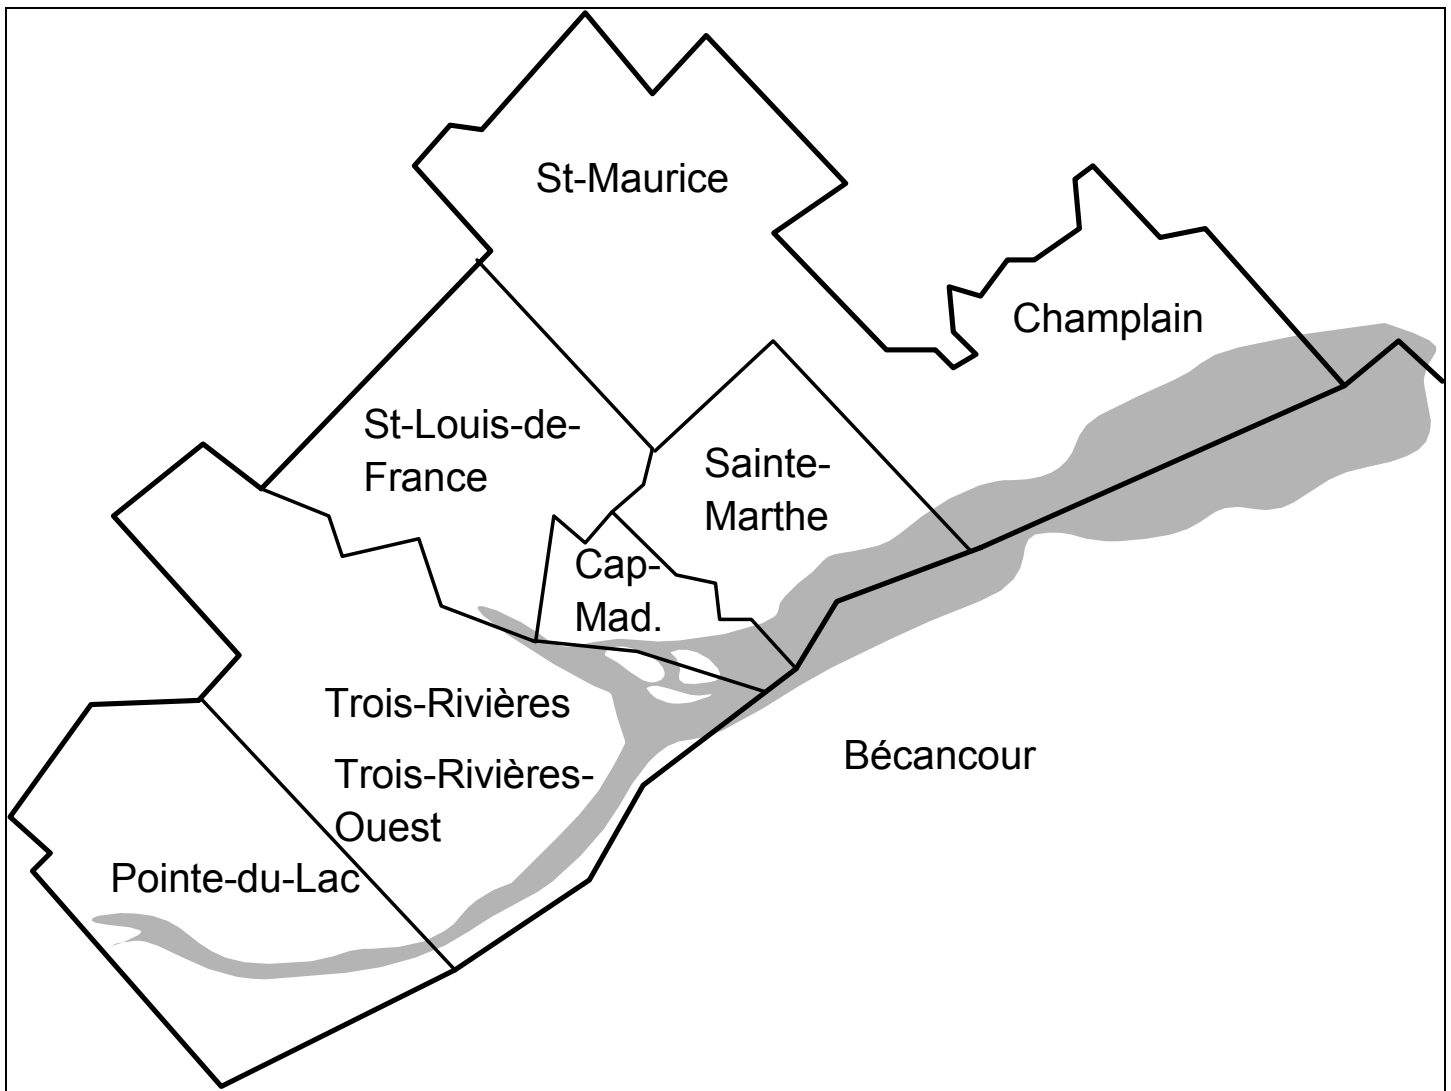 St-Maurice
Champlain
St-Louis-de-
France
Sainte-
Marthe
Cap-
Mad.
Trois-Rivières
Bécancour
Trois-Rivières-
Ouest
Pointe-du-Lac